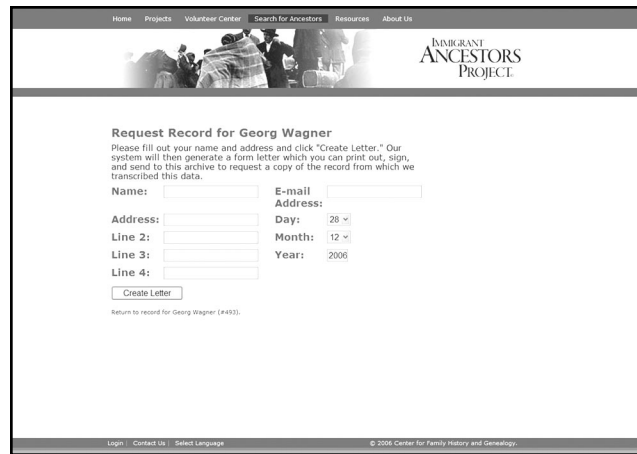 Home Projects Volunteer Center Search for Ancestors Resources About Us
IMMIGRANT
ANCESTORS
PROJECT
Request Record for Georg Wagner
Please fill out your name and address and click "Create Letter." Our
system will then generate a form letter which you can print out, sign,
and send to this archive to request a copy of the record from which we
transcribed this data.
Name: E-mail
Address:
Address: Day: 28
Line 2: Month: 12
Line 3: Year: 2006
Line 4:
Create Letter
Return to record for Georg Wagner (#493).
Login | Contact Us | Select Language © 2006 Center for Family History and Genealogy.